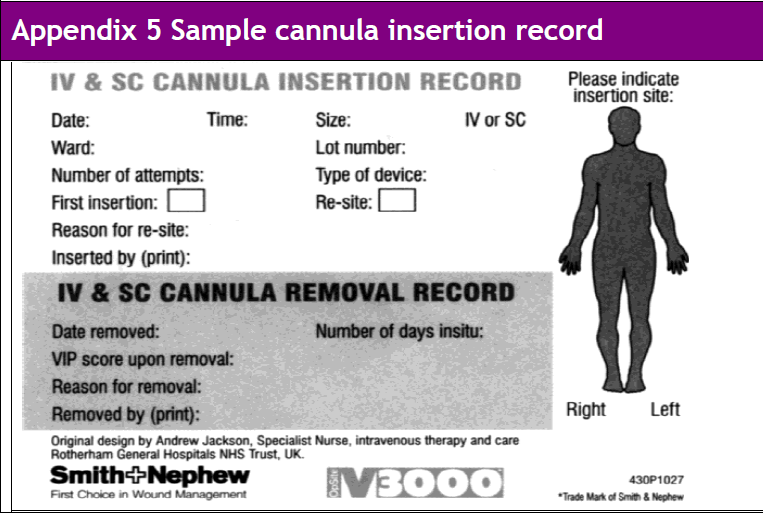 Appendix 5 Sample cannula insertion record
IV & SC CANNULA INSERTION RECORD
Please indicate
insertion site:
Date: Time: Size: IV or SC
Ward: Lot number:
Number of attempts: Type of device:
First insertion: Re-site:
Reason for re-site:
Inserted by (print):
IV & SC CANNULA REMOVAL RECORD
Date removed: Number of days insitu:
VIP score upon removal:
Reason for removal:
Removed by (print):
Right Left
Original design by Andrew Jackson, Specialist Nurse, intravenous therapy and care
Rotherham General Hospitals NHS Trust, UK.
Smith+Nephew
First Choice in Wound Management
OpSite IV3000*
430P1027
*Trade Mark of Smith & Nephew